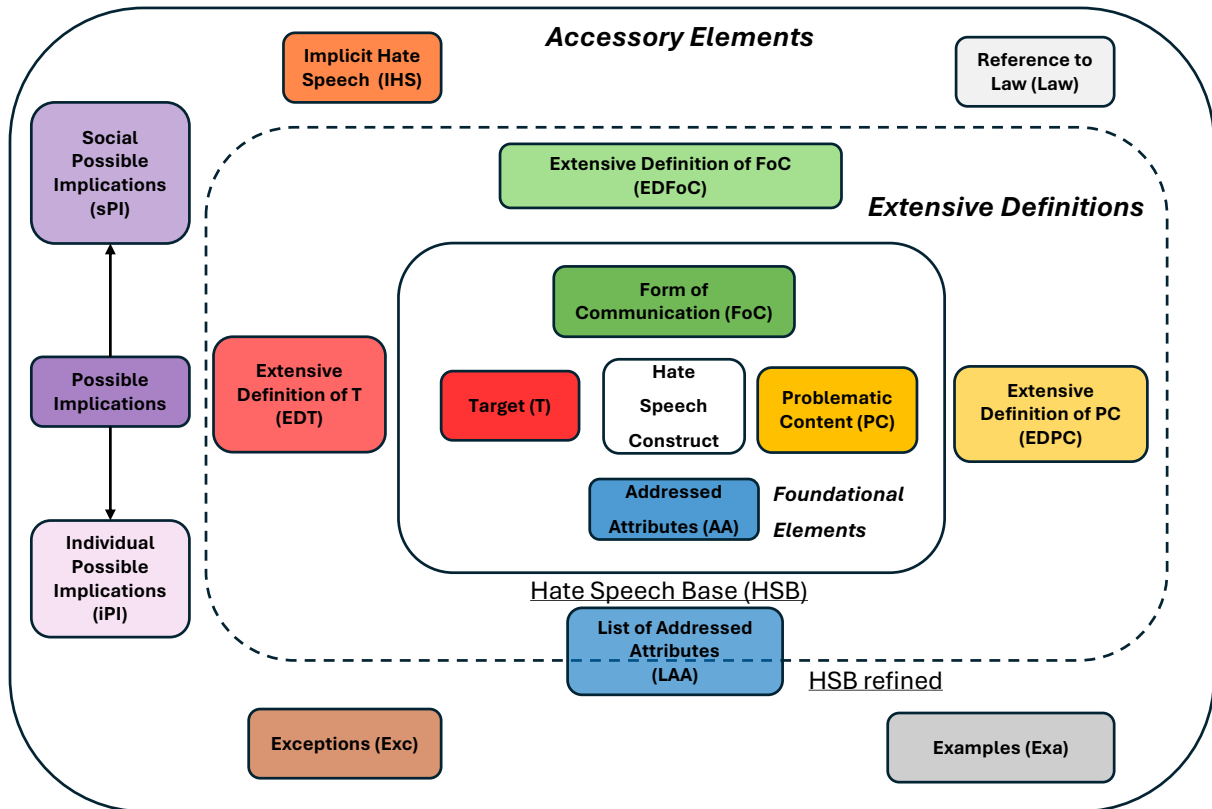 Accessory Elements
Implicit Hate
Speech (IHS)
Reference to
Law (Law)
Social
Possible
Implications
(sPI)
Extensive Definition of FoC
(EDFoC)
Extensive Definitions
Form of
Communication (FoC)
Possible
Implications
Extensive
Definition of T
(EDT)
Target (T)
Hate
Speech
Construct
Problematic
Content (PC)
Extensive
Definition of PC
(EDPC)
Addressed
Attributes (AA)
Foundational
Elements
Individual
Possible
Implications
(iPI)
Hate Speech Base (HSB)
List of Addressed
Attributes
(LAA)
HSB refined
Exceptions (Exc)
Examples (Exa)